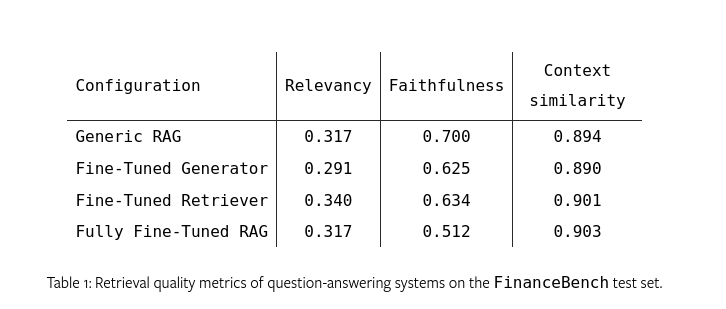 Configuration Relevancy Faithfulness Context similarity
Generic RAG 0.317 0.700 0.894
Fine-Tuned Generator 0.291 0.625 0.890
Fine-Tuned Retriever 0.340 0.634 0.901
Fully Fine-Tuned RAG 0.317 0.512 0.903
Table 1: Retrieval quality metrics of question-answering systems on the FinanceBench test set.